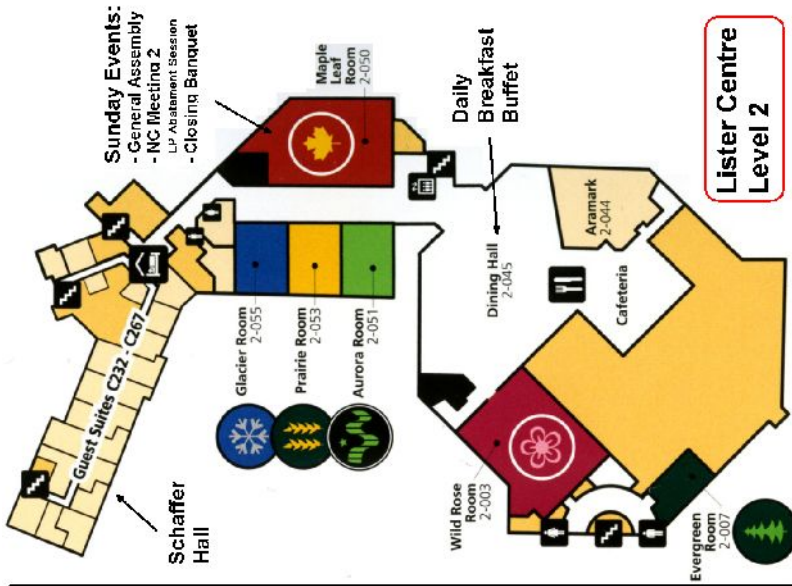 Sunday Events:
- General Assembly
- NC Meeting 2
LP Abatement Session
- Closing Banquet
Maple
Leaf
Room
2-050
Daily
Breakfast
Buffet
Lister Centre
Level 2
Guest Suites C232 - C267
Schaffer
Hall
Glacier Room
2-055
Prairie Room
2-053
Aurora Room
2-051
Dining Hall
2-045
Aramark
2-044
Cafeteria
Wild Rose
Room
2-003
Evergreen
Room
2-007